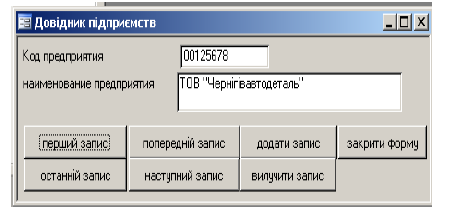 Довідник підприємств
Код предприятия 00125678
наименование предприятия ТОВ "Чернігівавтодеталь"
перший запис попередній запис додати запис закрити форму
останній запис наступний запис вилучити запис